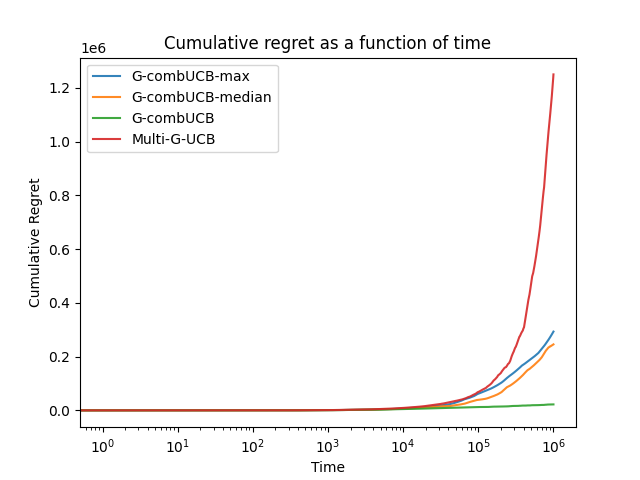 Cumulative regret as a function of time
1e6
G-combUCB-max
G-combUCB-median
G-combUCB
Multi-G-UCB
1.2
1.0
0.8
0.6
0.4
0.2
0.0
Cumulative Regret
10^0 10^1 10^2 10^3 10^4 10^5 10^6
Time